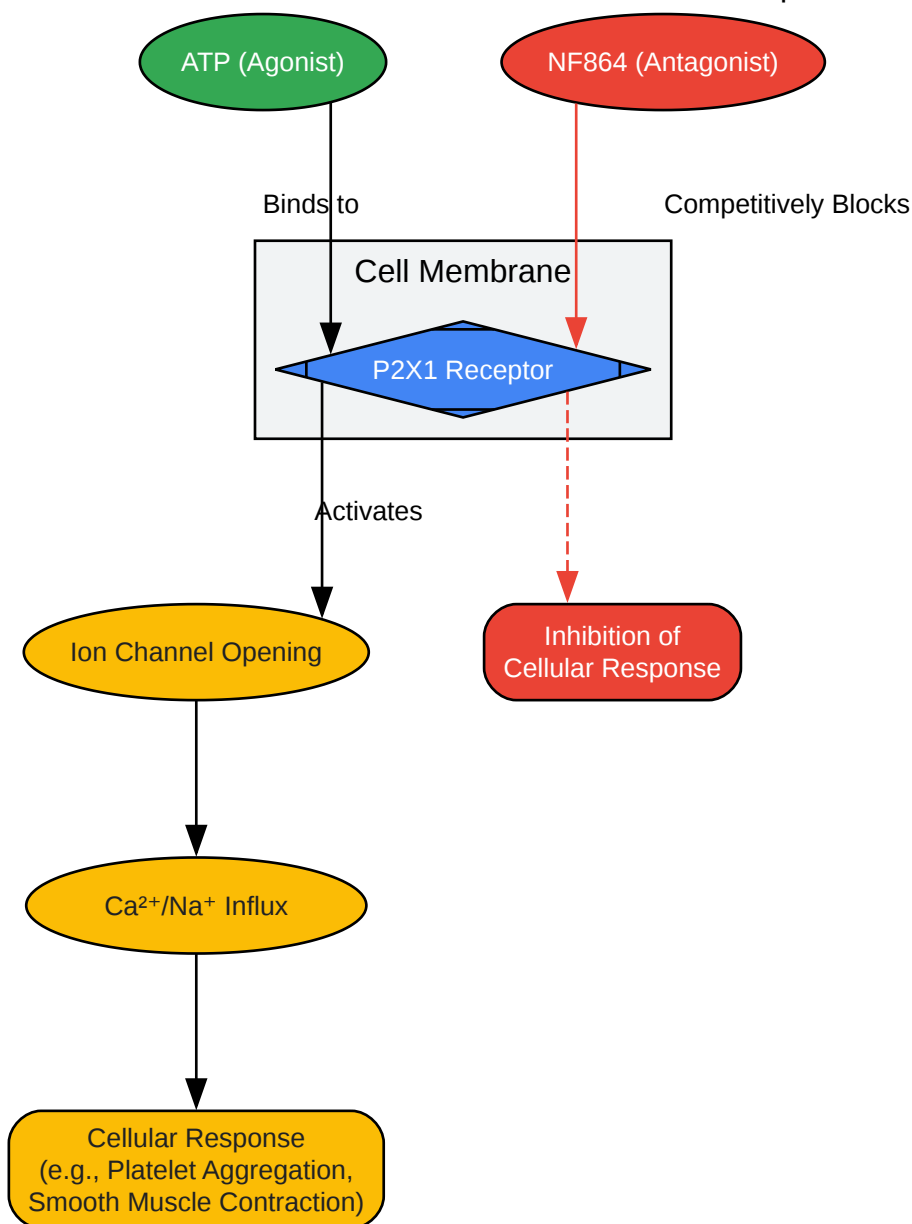 ATP (Agonist)
NF864 (Antagonist)
Binds to
Competitively Blocks
Cell Membrane
P2X1 Receptor
Activates
Ion Channel Opening
Inhibition of
Cellular Response
Ca²⁺/Na⁺ Influx
Cellular Response
(e.g., Platelet Aggregation,
Smooth Muscle Contraction)